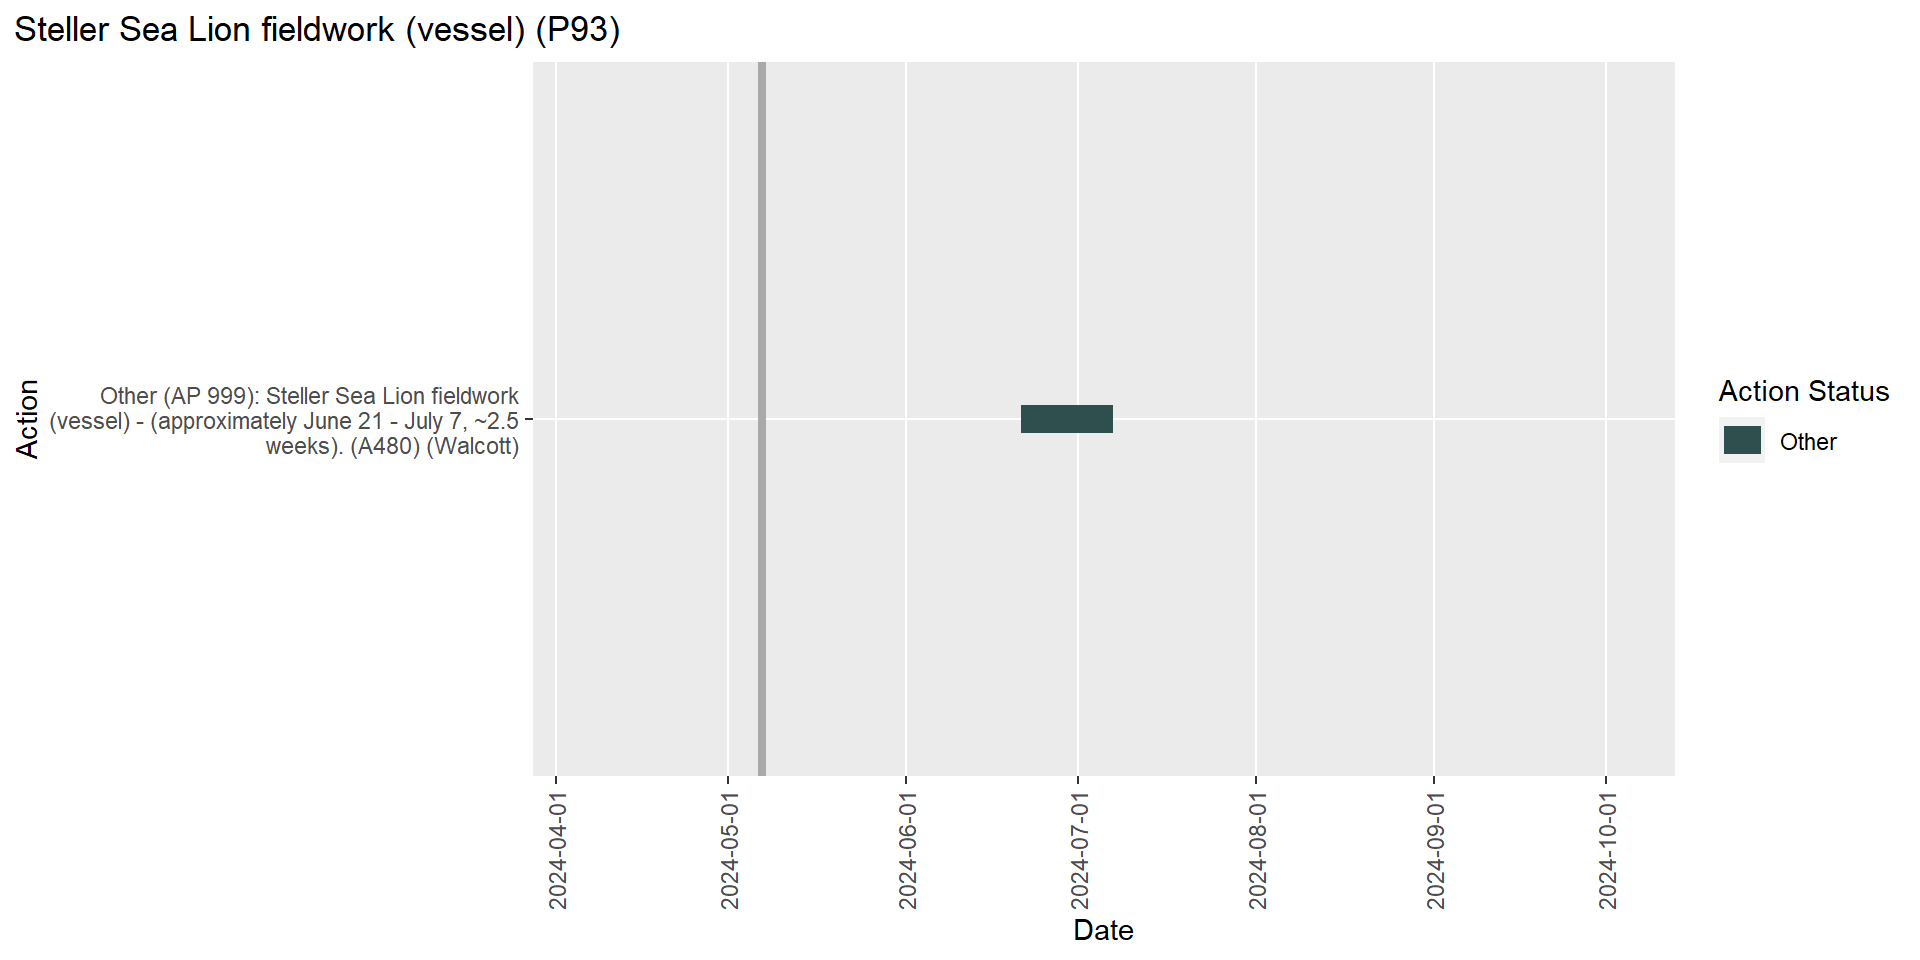 Steller Sea Lion fieldwork (vessel) (P93)
Action
Other (AP 999): Steller Sea Lion fieldwork
(vessel) - (approximately June 21 - July 7, ~2.5
weeks). (A480) (Walcott)
Action Status
Other
2024-04-01
2024-05-01
2024-06-01
2024-07-01
2024-08-01
2024-09-01
2024-10-01
Date